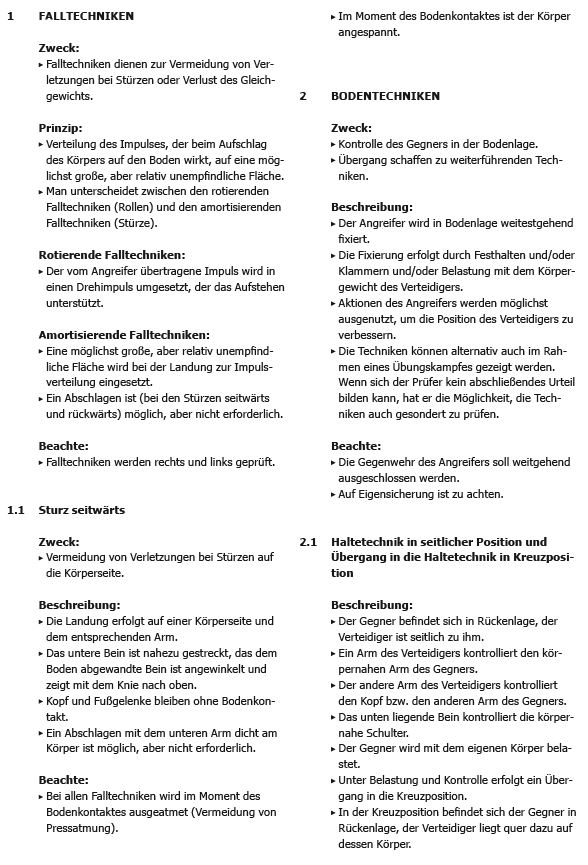 1 FALLTECHNIKEN
Zweck:
▸ Falltechniken dienen zur Vermeidung von Ver-
letzungen bei Stürzen oder Verlust des Gleich-
gewichts.
Prinzip:
▸ Verteilung des Impulses, der beim Aufschlag
des Körpers auf den Boden wirkt, auf eine mög-
lichst große, aber relativ unempfindliche Fläche.
▸ Man unterscheidet zwischen den rotierenden
Falltechniken (Rollen) und den amortisierenden
Falltechniken (Stürze).
Rotierende Falltechniken:
▸ Der vom Angreifer übertragene Impuls wird in
einen Drehimpuls umgesetzt, der das Aufstehen
unterstützt.
Amortisierende Falltechniken:
▸ Eine möglichst große, aber relativ unempfind-
liche Fläche wird bei der Landung zur Impuls-
verteilung eingesetzt.
▸ Ein Abschlagen ist (bei den Stürzen seitwärts
und rückwärts) möglich, aber nicht erforderlich.
Beachte:
▸ Falltechniken werden rechts und links geprüft.
1.1 Sturz seitwärts
Zweck:
▸ Vermeidung von Verletzungen bei Stürzen auf
die Körperseite.
Beschreibung:
▸ Die Landung erfolgt auf einer Körperseite und
dem entsprechenden Arm.
▸ Das untere Bein ist nahezu gestreckt, das dem
Boden abgewandte Bein ist angewinkelt und
zeigt mit dem Knie nach oben.
▸ Kopf und Fußgelenke bleiben ohne Bodenkon-
takt.
▸ Ein Abschlagen mit dem unteren Arm dicht am
Körper ist möglich, aber nicht erforderlich.
Beachte:
▸ Bei allen Falltechniken wird im Moment des
Bodenkontaktes ausgeatmet (Vermeidung von
Pressatmung).
▸ Im Moment des Bodenkontaktes ist der Körper
angespannt.
2 BODENTECHNIKEN
Zweck:
▸ Kontrolle des Gegners in der Bodenlage.
▸ Übergang schaffen zu weiterführenden Tech-
niken.
Beschreibung:
▸ Der Angreifer wird in Bodenlage weitestgehend
fixiert.
▸ Die Fixierung erfolgt durch Festhalten und/oder
Klammern und/oder Belastung mit dem Körper-
gewicht des Verteidigers.
▸ Aktionen des Angreifers werden möglichst
ausgenutzt, um die Position des Verteidigers zu
verbessern.
▸ Die Techniken können alternativ auch im Rah-
men eines Übungskampfes gezeigt werden.
Wenn sich der Prüfer kein abschließendes Urteil
bilden kann, hat er die Möglichkeit, die Tech-
niken auch gesondert zu prüfen.
Beachte:
▸ Die Gegenwehr des Angreifers soll weitgehend
ausgeschlossen werden.
▸ Auf Eigensicherung ist zu achten.
2.1 Haltetechnik in seitlicher Position und
Übergang in die Haltetechnik in Kreuzposi-
tion
Beschreibung:
▸ Der Gegner befindet sich in Rückenlage, der
Verteidiger ist seitlich zu ihm.
▸ Ein Arm des Verteidigers kontrolliert den kör-
pernahen Arm des Gegners.
▸ Der andere Arm des Verteidigers kontrolliert
den Kopf bzw. den anderen Arm des Gegners.
▸ Das unten liegende Bein kontrolliert die körper-
nahe Schulter.
▸ Der Gegner wird mit dem eigenen Körper bela-
stet.
▸ Unter Belastung und Kontrolle erfolgt ein Über-
gang in die Kreuzposition.
▸ In der Kreuzposition befindet sich der Gegner in
Rückenlage, der Verteidiger liegt quer dazu auf
dessen Körper.